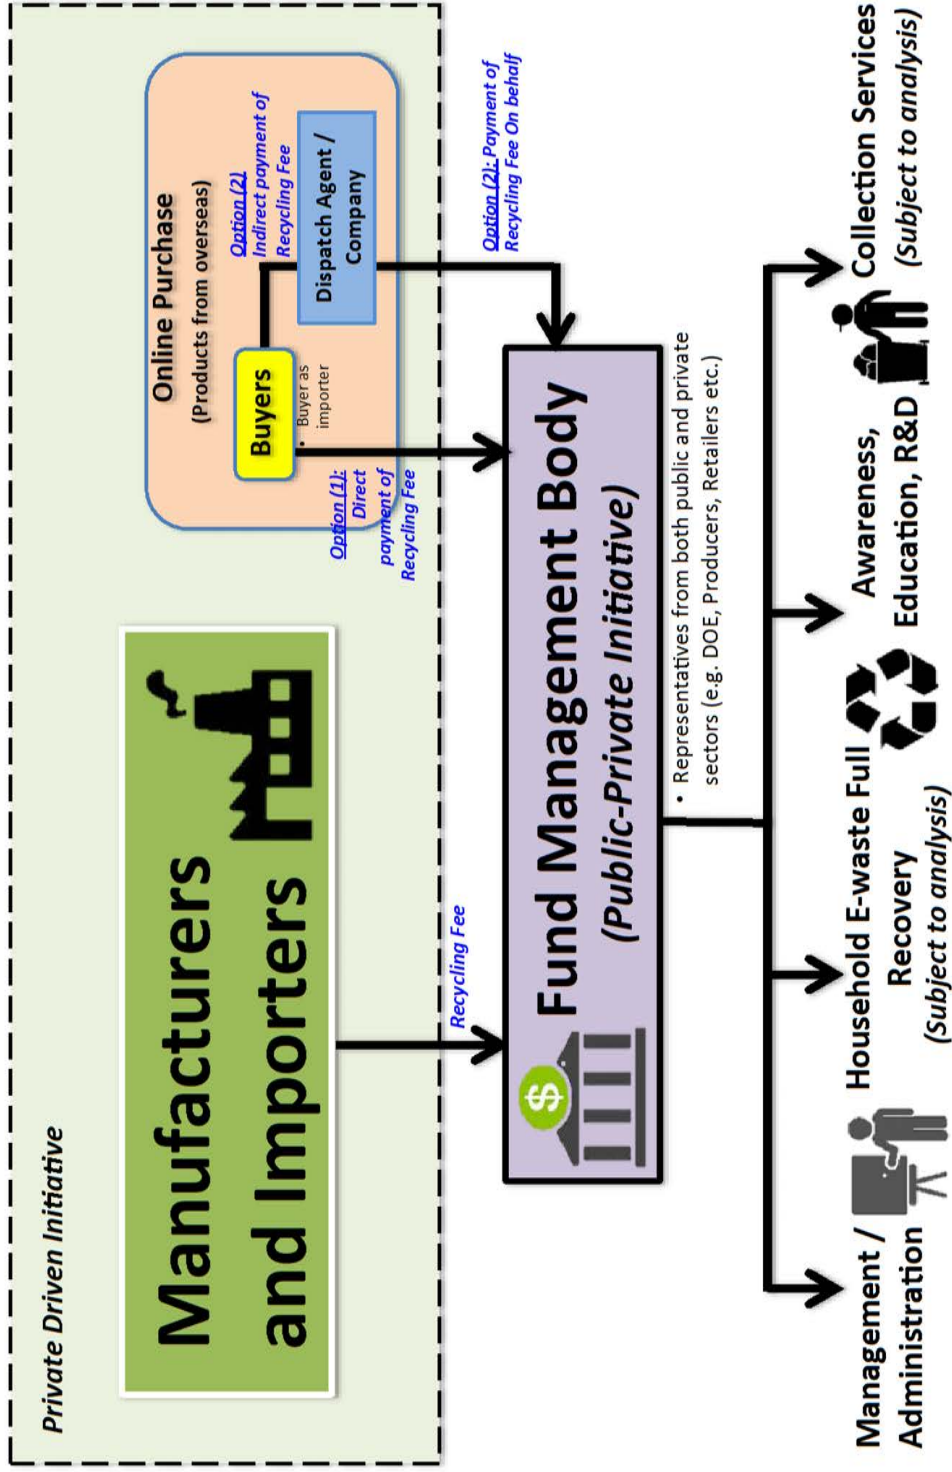 Private Driven Initiative
Manufacturers
and Importers
Online Purchase
(Products from overseas)
Buyers
• Buyer as
importer
Option (2)
Indirect payment of
Recycling Fee
Dispatch Agent /
Company
Option (1):
Direct
payment of
Recycling Fee
Recycling Fee
Option (2): Payment of
Recycling Fee On behalf
$
Fund Management Body
(Public-Private Initiative)
• Representatives from both public and private
sectors (e.g. DOE, Producers, Retailers etc.)
Management /
Administration
Household E-waste Full
Recovery
(Subject to analysis)
Awareness,
Education, R&D
Collection Services
(Subject to analysis)